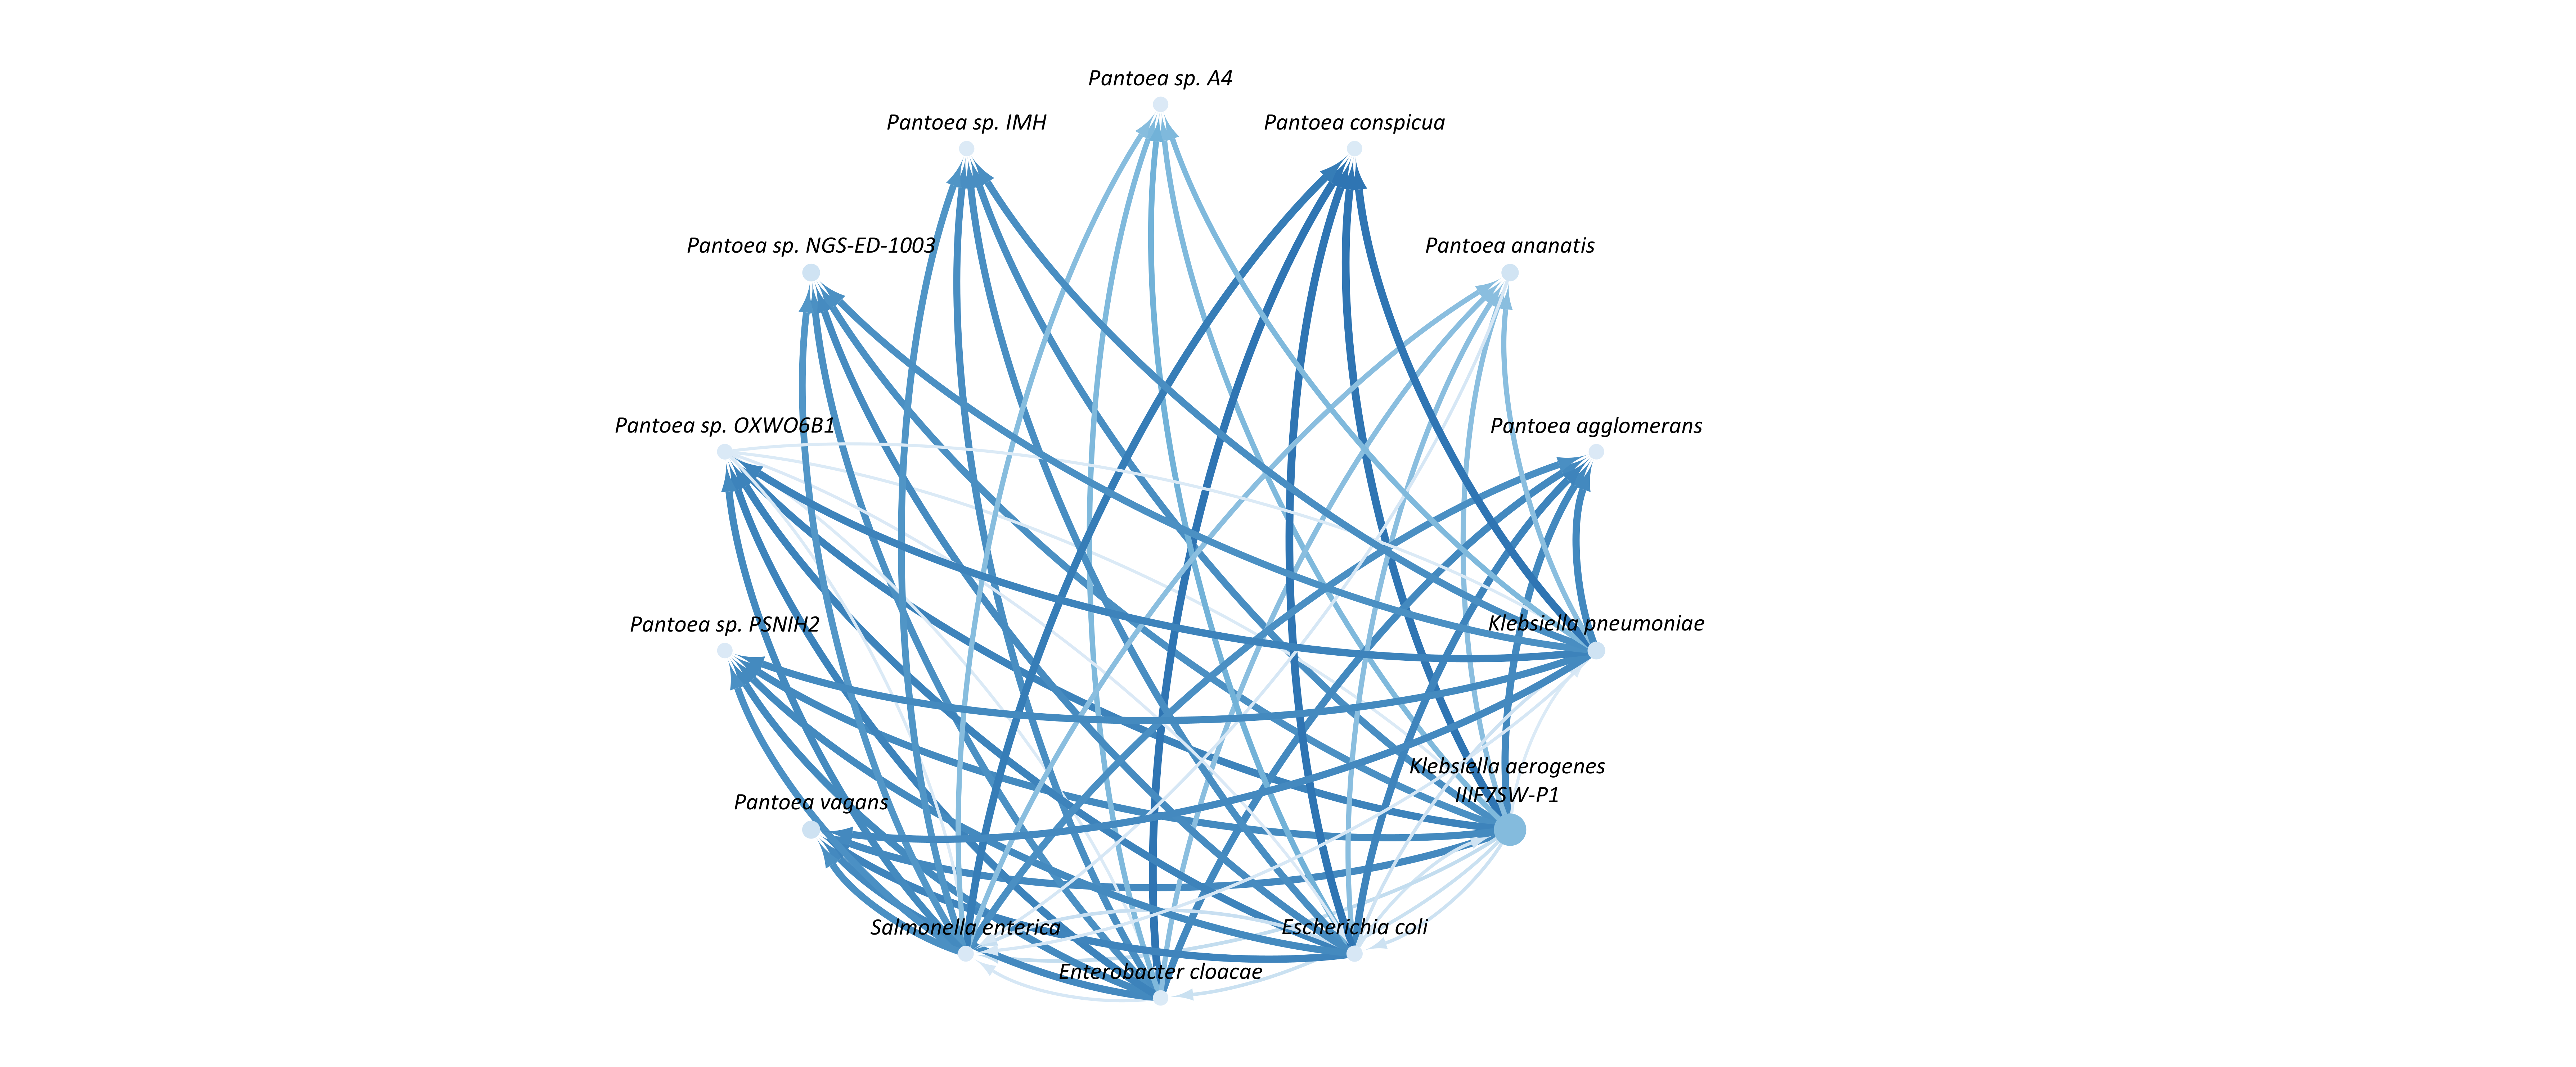 Pantoea sp. A4
Pantoea sp. IMH
Pantoea conspicua
Pantoea sp. NGS-ED-1003
Pantoea ananatis
Pantoea sp. OXWO6B1
Pantoea agglomerans
Pantoea sp. PSNIH2
Klebsiella pneumoniae
Klebsiella aerogenes
IIIF7SW-P1
Pantoea vagans
Salmonella enterica
Escherichia coli
Enterobacter cloacae